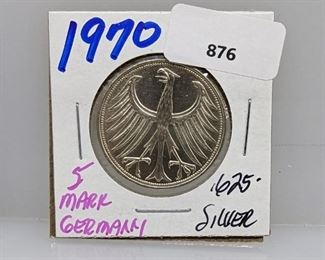 1970
876
5
MARK
GERMANY
.625.
SILVER